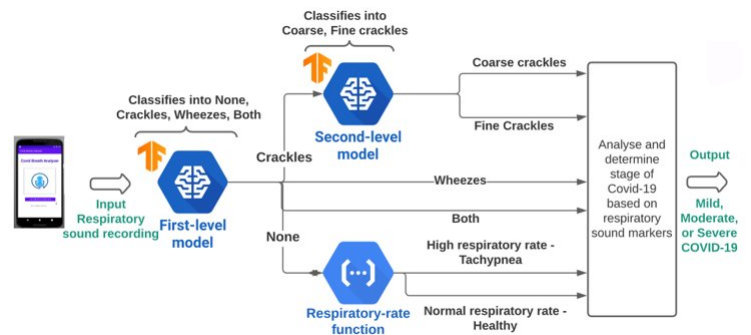 Classifies into
Coarse, Fine crackles
Coarse crackles
Classifies into None,
Crackles, Wheezes, Both
Second-level
model
Fine Crackles
Crackles
Input
Respiratory
sound recording
First-level
model
Wheezes
Both
None
High respiratory rate -
Tachypnea
Respiratory-rate
function
Normal respiratory rate -
Healthy
Analyse and
determine
stage of
Covid-19
based on
respiratory
sound markers
Output
Mild,
Moderate,
or Severe
COVID-19